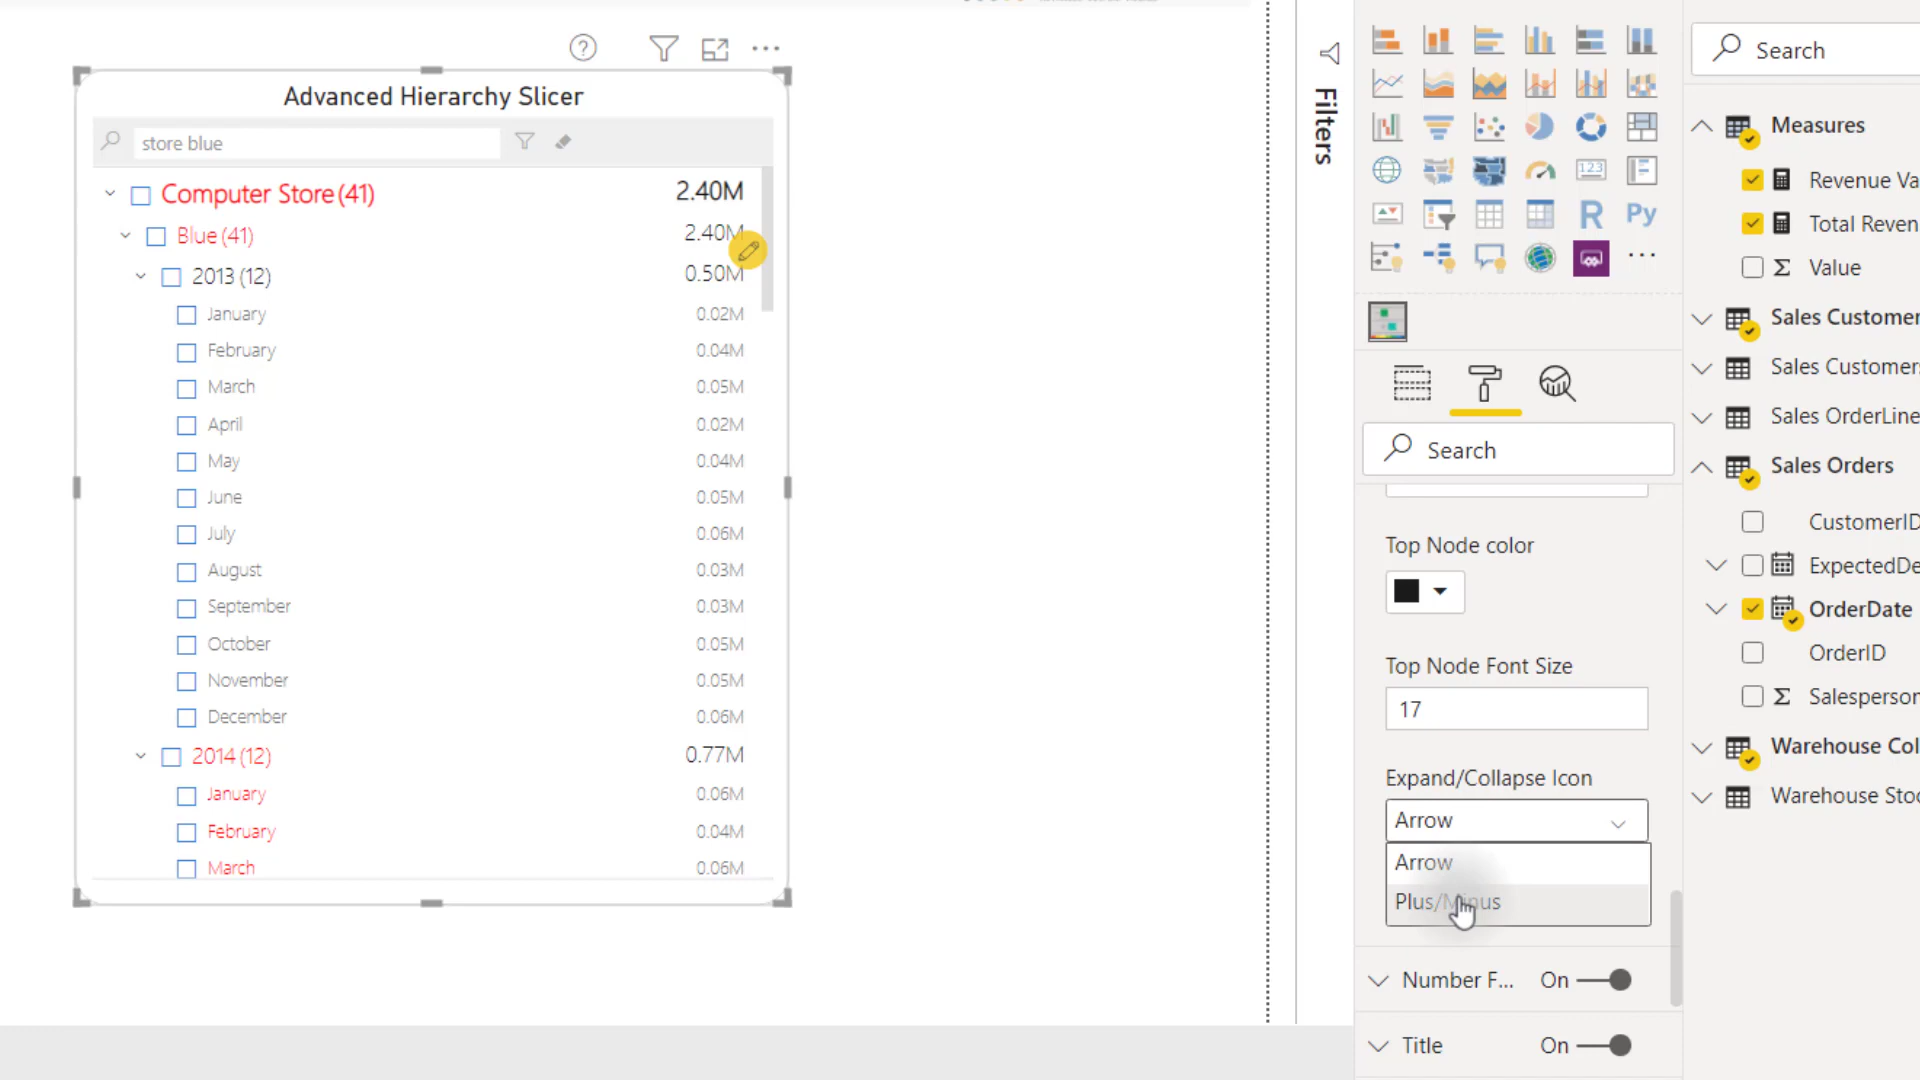 Advanced Hierarchy Slicer
store blue
Computer Store (41) 2.40M
Blue (41) 2.40M
2013 (12) 0.50M
January 0.02M
February 0.04M
March 0.05M
April 0.02M
May 0.04M
June 0.05M
July 0.06M
August 0.03M
September 0.03M
October 0.05M
November 0.05M
December 0.06M
2014 (12) 0.77M
January 0.06M
February 0.04M
March 0.06M
Filters
123
R Py
Search
Top Node color
Top Node Font Size
17
Expand/Collapse Icon
Arrow
Arrow
Plus/Minus
Number F... On
Title On
Search
Measures
Revenue Va
Total Reven
Value
Sales Customer
Sales Customers
Sales OrderLine
Sales Orders
CustomerID
ExpectedDe
OrderDate
OrderID
Salesperson
Warehouse Col
Warehouse Stoc